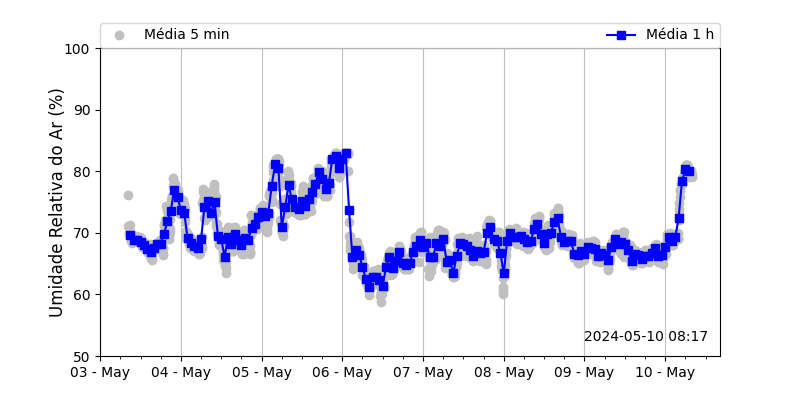 Média 5 min Média 1 h
Umidade Relativa do Ar (%)
100
90
80
70
60
50
2024-05-10 08:17
03 - May 04 - May 05 - May 06 - May 07 - May 08 - May 09 - May 10 - May